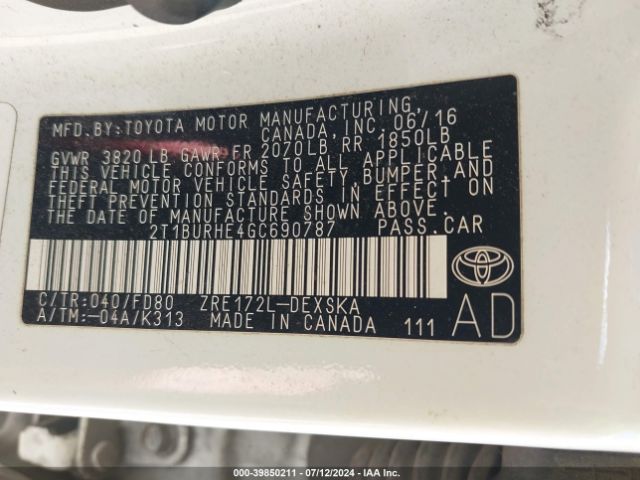 MFD.BY:TOYOTA MOTOR MANUFACTURING,
CANADA,INC. 06/16
GVWR 3820 LB GAWR FR 2070LB RR 1850LB
THIS VEHICLE CONFORMS TO ALL APPLICABLE
FEDERAL MOTOR VEHICLE SAFETY,BUMPER,AND
THEFT PREVENTION STANDARDS IN EFFECT ON
THE DATE OF MANUFACTURE SHOWN ABOVE.
2T1BURHE4GC690787 PASS.CAR
C/TR:040/FD80 ZRE172L-DEXSKA
A/TM:-04A/K313 MADE IN CANADA 111
AD
000-39850211 - 07/12/2024 - IAA Inc.